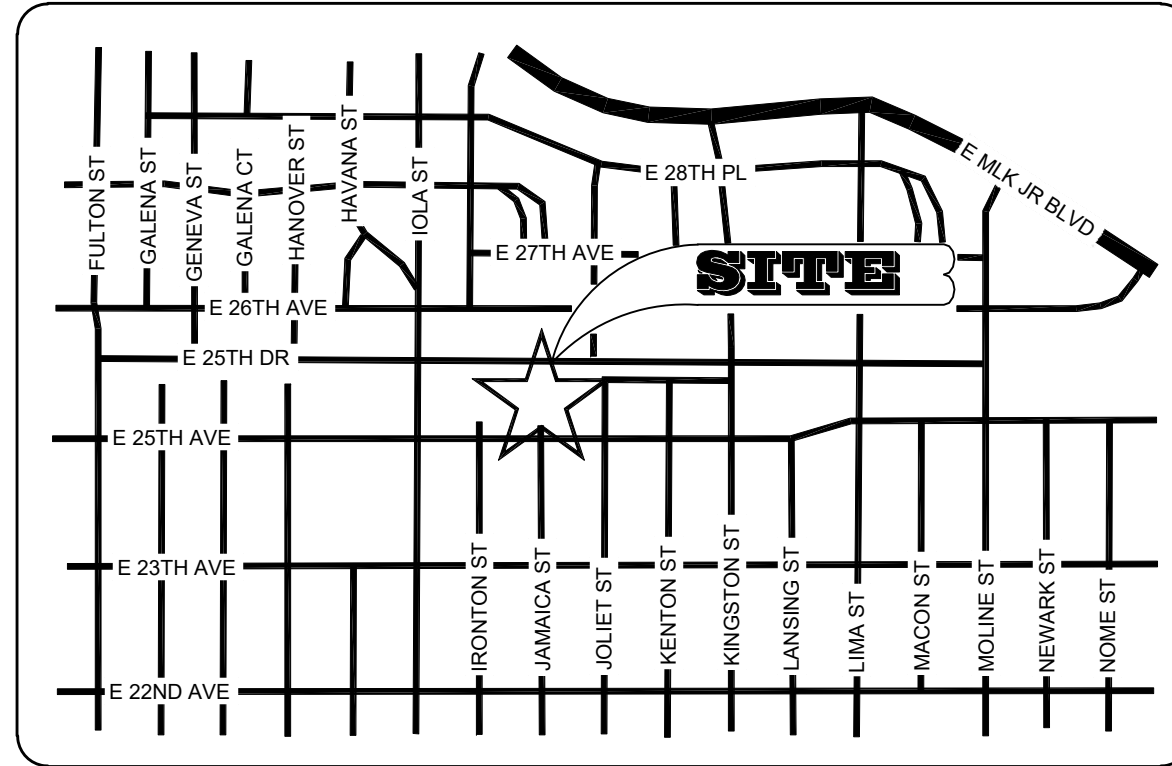 FULTON ST
GALENA ST
GENEVA ST
GALENA CT
HANOVER ST
HAVANA ST
IOLA ST
E 28TH PL
E MLK JR BLVD
E 27TH AVE
SITE
E 26TH AVE
E 25TH DR
E 25TH AVE
E 23TH AVE
IRONTON ST
JAMAICA ST
JOLIET ST
KENTON ST
KINGSTON ST
LANSING ST
LIMA ST
MACON ST
MOLINE ST
NEWARK ST
NOME ST
E 22ND AVE